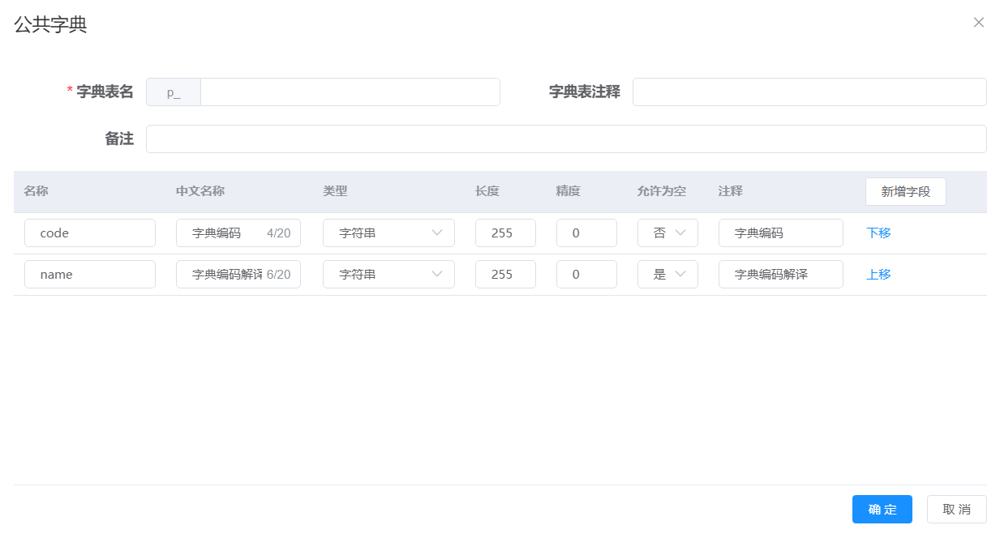 公共字典
* 字典表名 p_ 字典表注释
备注
名称 中文名称 类型 长度 精度 允许为空 注释 新增字段
code 字典编码 4/20 字符串 255 0 否 字典编码 下移
name 字典编码解译 6/20 字符串 255 0 是 字典编码解译 上移
确 定 取 消